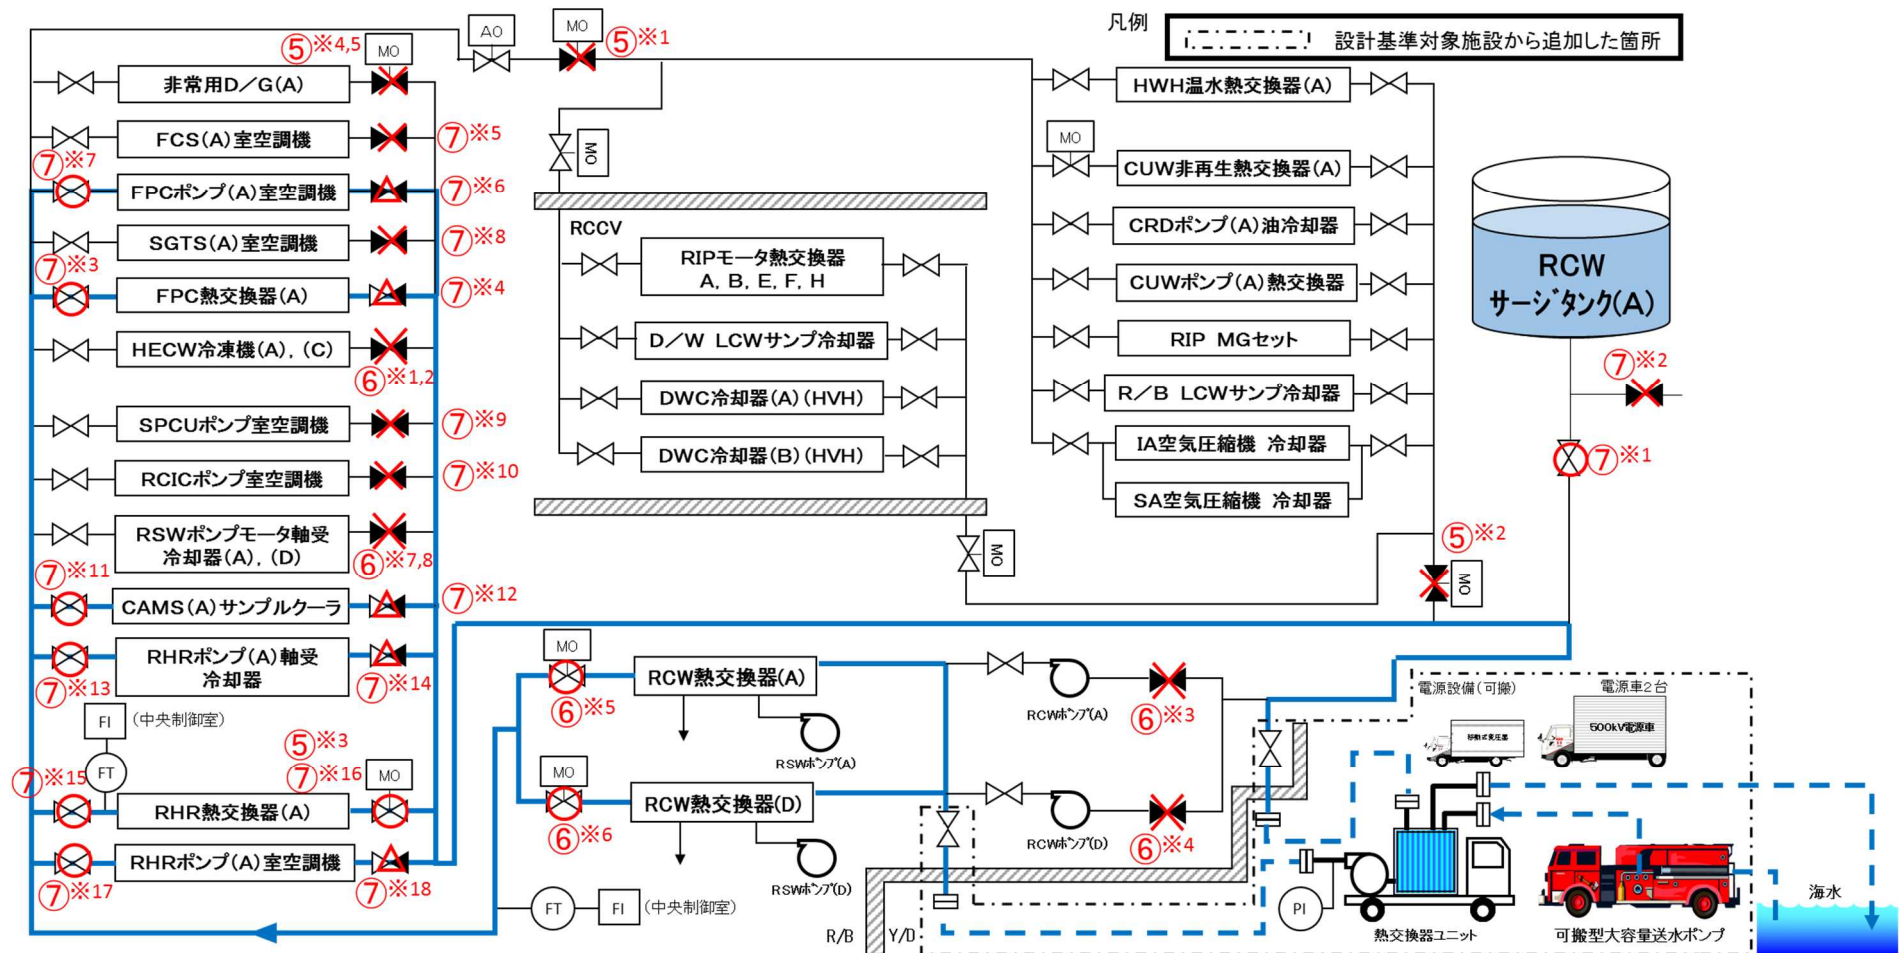 凡例
設計基準対象施設から追加した箇所
AO
MO
⑤※1
⑤※4,5
MO
非常用D/G(A)
FCS(A)室空調機
⑦※5
⑦※7
FPCポンプ(A)室空調機
⑦※6
SGTS(A)室空調機
⑦※8
⑦※3
FPC熱交換器(A)
⑦※4
HECW冷凍機(A), (C)
⑥※1,2
SPCUポンプ室空調機
⑦※9
RCICポンプ室空調機
⑦※10
RSWポンプモータ軸受
冷却器(A), (D)
⑥※7,8
⑦※11
CAMS(A)サンプルクーラ
⑦※12
RHRポンプ(A)軸受
冷却器
⑦※13
⑦※14
FI
(中央制御室)
FT
⑤※3
⑦※16
MO
⑦※15
RHR熱交換器(A)
RHRポンプ(A)室空調機
⑦※17
⑦※18
MO
RCCV
RIPモータ熱交換器
A, B, E, F, H
D/W LCWサンプ冷却器
DWC冷却器(A)(HVH)
DWC冷却器(B)(HVH)
MO
HWH温水熱交換器(A)
MO
CUW非再生熱交換器(A)
CRDポンプ(A)油冷却器
CUWポンプ(A)熱交換器
RIP MGセット
R/B LCWサンプ冷却器
IA空気圧縮機 冷却器
SA空気圧縮機 冷却器
⑤※2
MO
RCW
サージタンク(A)
⑦※2
⑦※1
MO
⑥※5
RCW熱交換器(A)
RSWポンプ(A)
MO
⑥※6
RCW熱交換器(D)
RSWポンプ(D)
RCWポンプ(A)
⑥※3
RCWポンプ(D)
⑥※4
FT
FI
(中央制御室)
R/B
Y/D
電源設備(可搬)
電源車2台
移動式変圧器
500kV電源車
PI
熱交換器ユニット
可搬型大容量送水ポンプ
海水